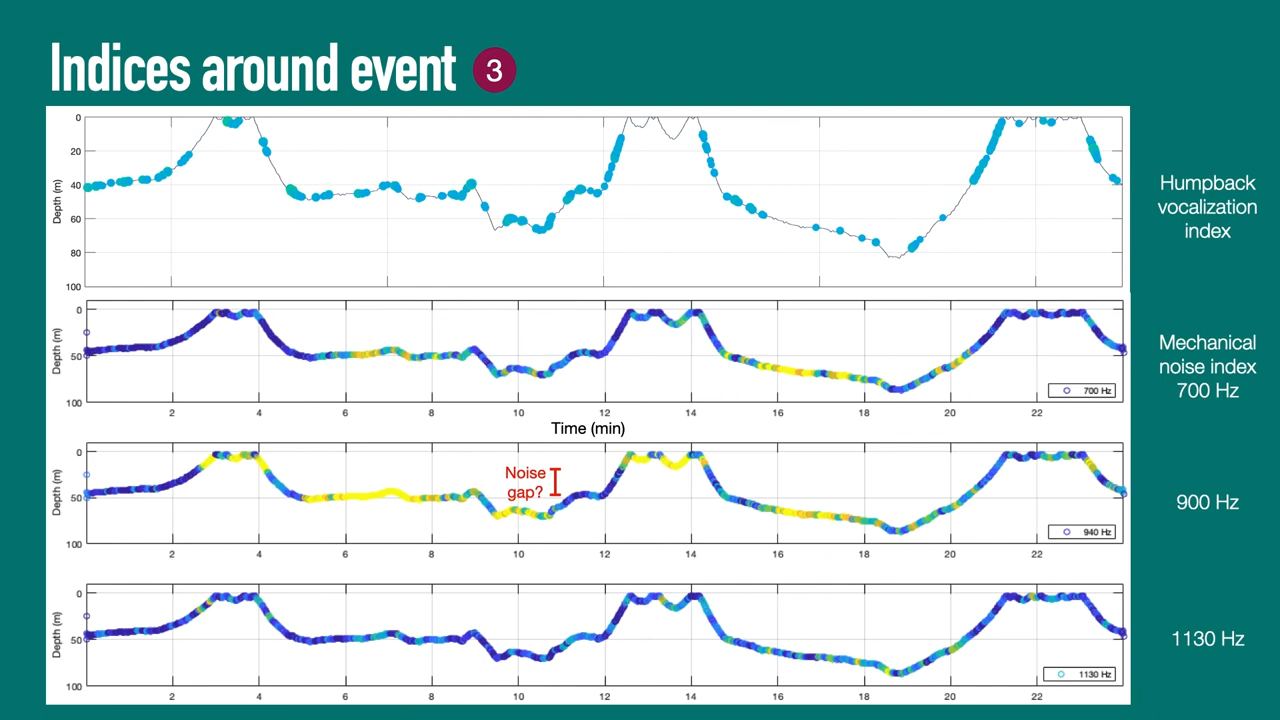 Indices around event 3
0
20
40
60
80
100
Depth (m)
Humpback
vocalization
index
0
50
100
Depth (m)
700 Hz
2 4 6 8 10 12 14 16 18 20 22
Time (min)
Mechanical
noise index
700 Hz
0
50
100
Depth (m)
Noise
gap?
940 Hz
2 4 6 8 10 12 14 16 18 20 22
900 Hz
0
50
100
Depth (m)
1130 Hz
2 4 6 8 10 12 14 16 18 20 22
1130 Hz